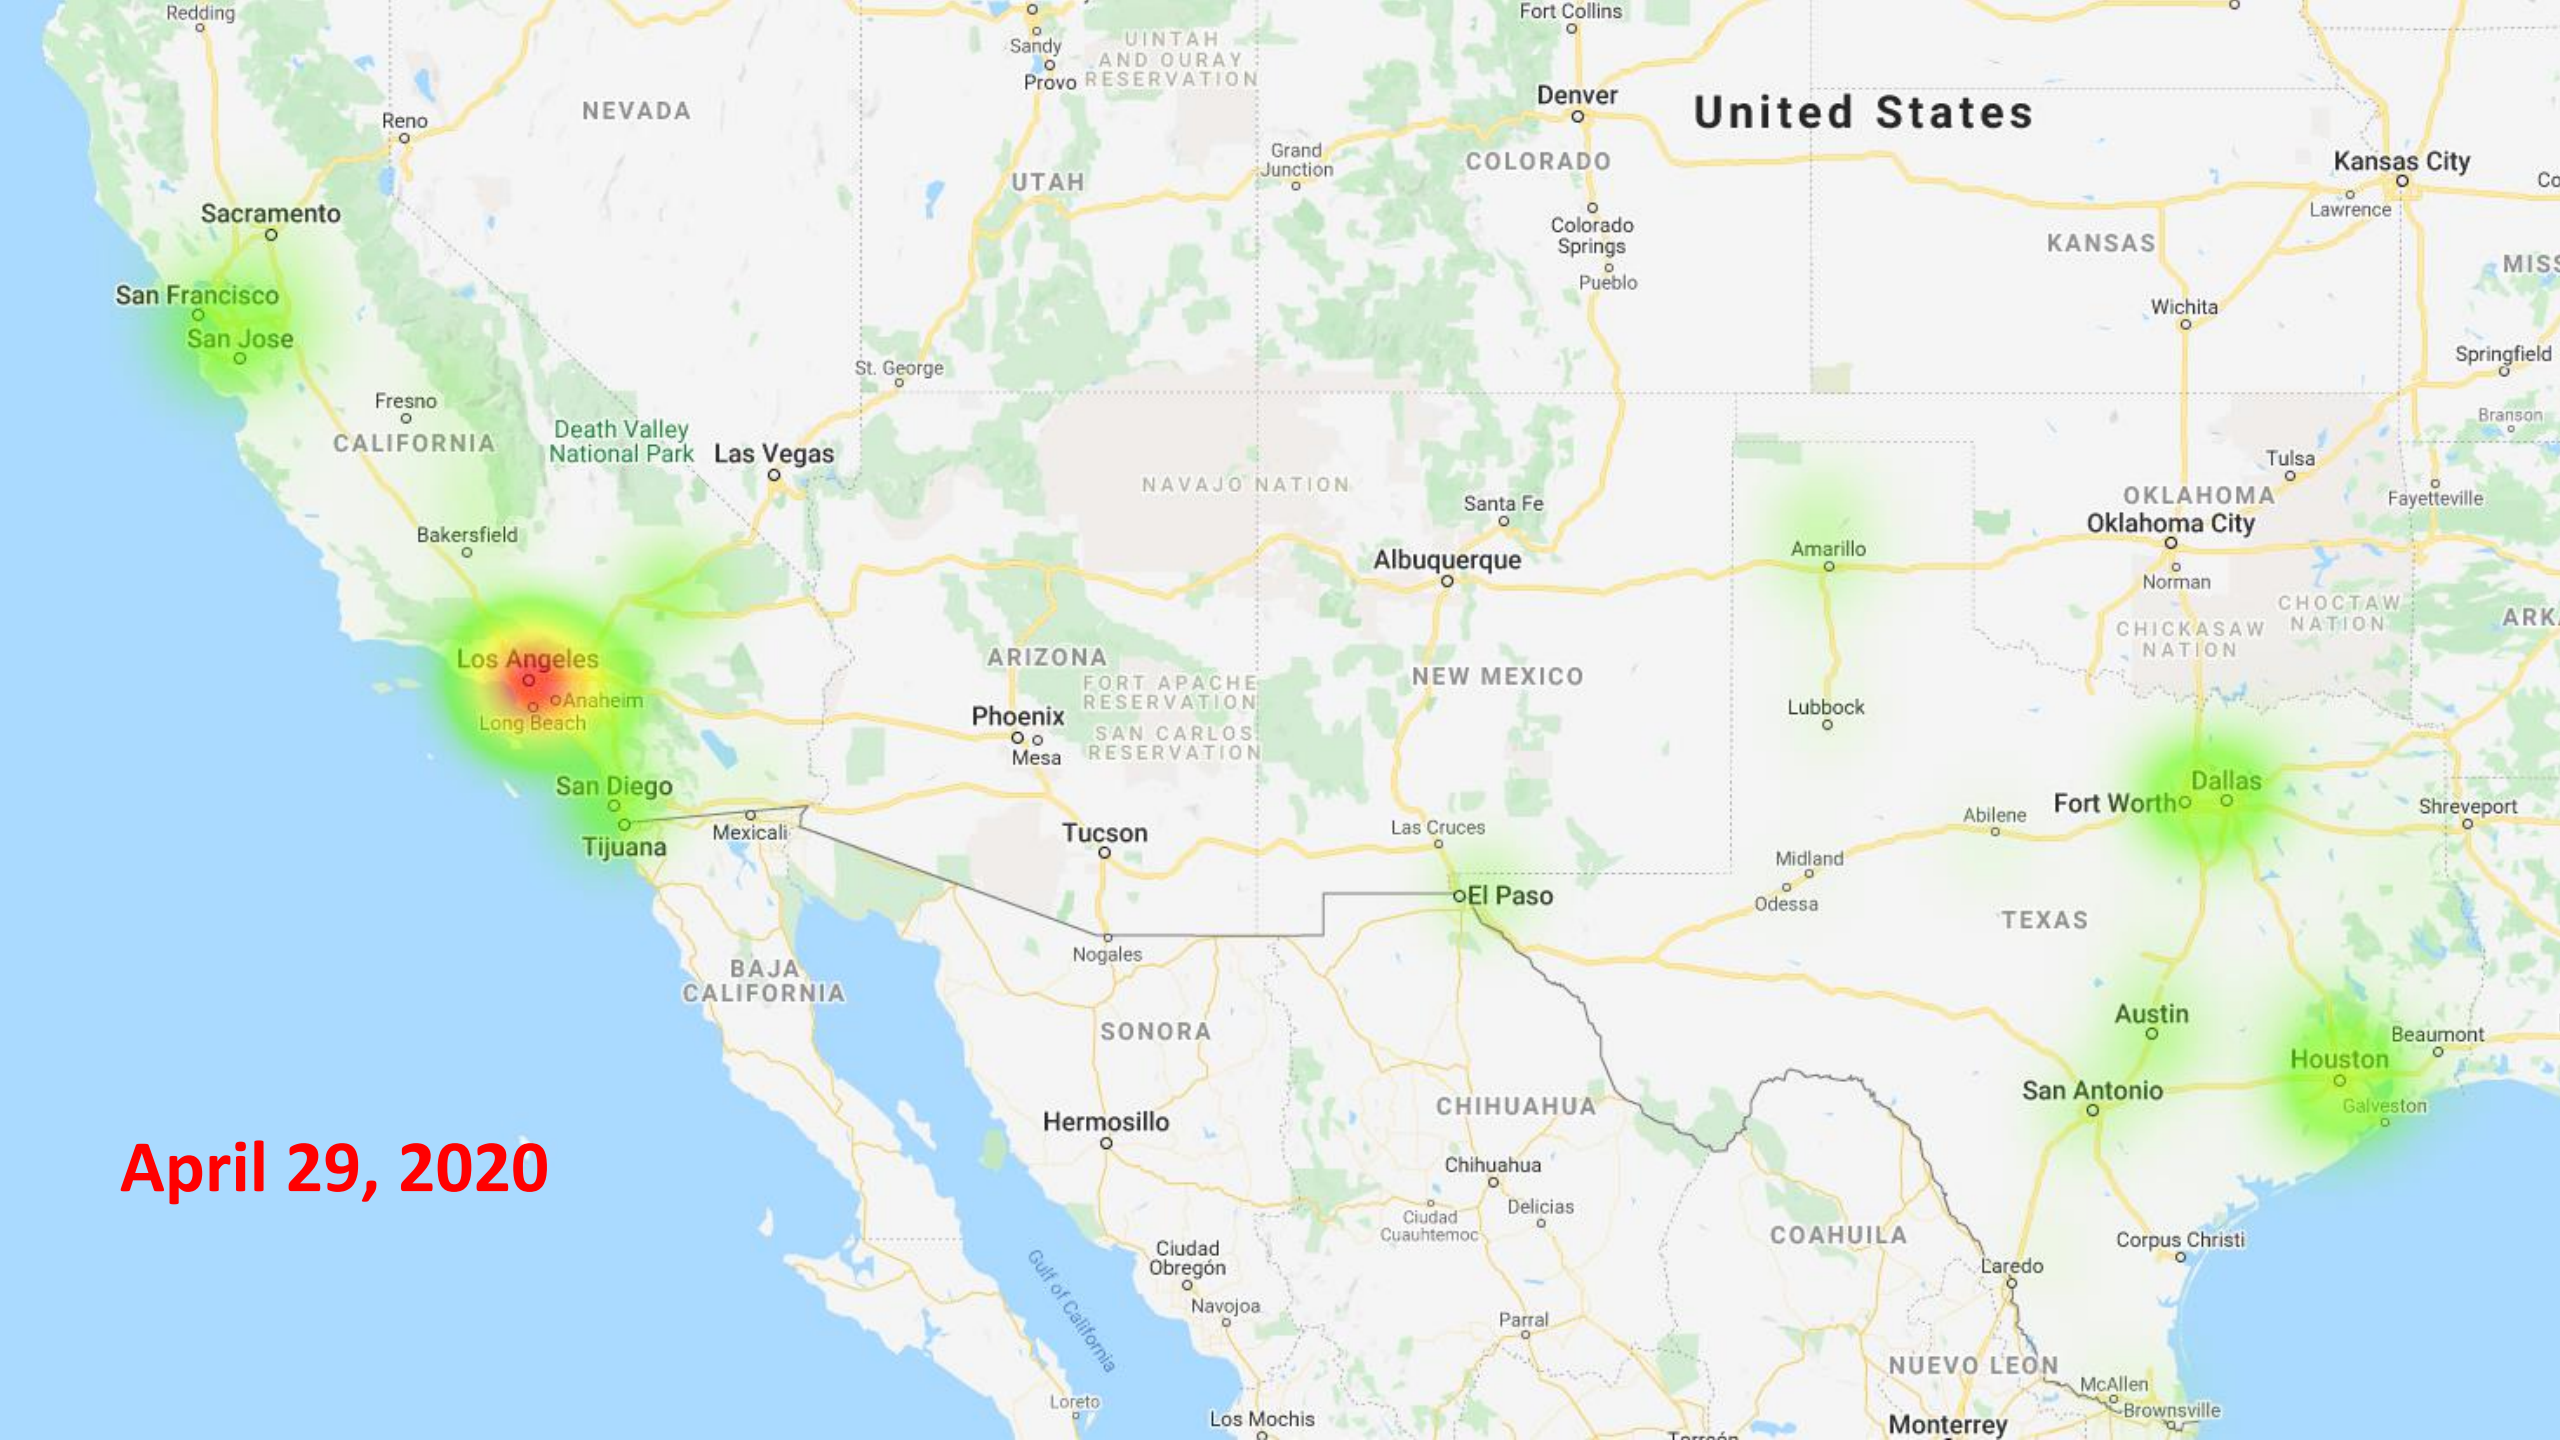 Redding
Sandy
Provo
UINTAH
AND OURAY
RESERVATION
Fort Collins
Denver
United States
NEVADA
Reno
UTAH
Grand
Junction
COLORADO
Kansas City
Co
Lawrence
Sacramento
Colorado
Springs
Pueblo
KANSAS
MISS
San Francisco
San Jose
Wichita
Springfield
St. George
Fresno
CALIFORNIA
Death Valley
National Park
Las Vegas
Branson
Tulsa
NAVAJO NATION
Santa Fe
OKLAHOMA
Oklahoma City
Fayetteville
Bakersfield
Albuquerque
Amarillo
Norman
CHOCTAW
NATION
CHICKASAW
NATION
ARK
Los Angeles
Anaheim
Long Beach
ARIZONA
FORT APACHE
RESERVATION
NEW MEXICO
Phoenix
Mesa
SAN CARLOS
RESERVATION
Lubbock
San Diego
Tijuana
Mexicali
Tucson
Las Cruces
Abilene
Fort Worth
Dallas
Shreveport
Midland
Odessa
El Paso
TEXAS
Nogales
BAJA
CALIFORNIA
SONORA
Austin
Beaumont
Houston
San Antonio
Galveston
CHIHUAHUA
Hermosillo
April 29, 2020
Chihuahua
Delicias
Ciudad
Cuauhtemoc
COAHUILA
Corpus Christi
Ciudad
Obregón
Laredo
Gulf of California
Navojoa
Parral
NUEVO LEON
McAllen
Brownsville
Loreto
Los Mochis
Monterrey